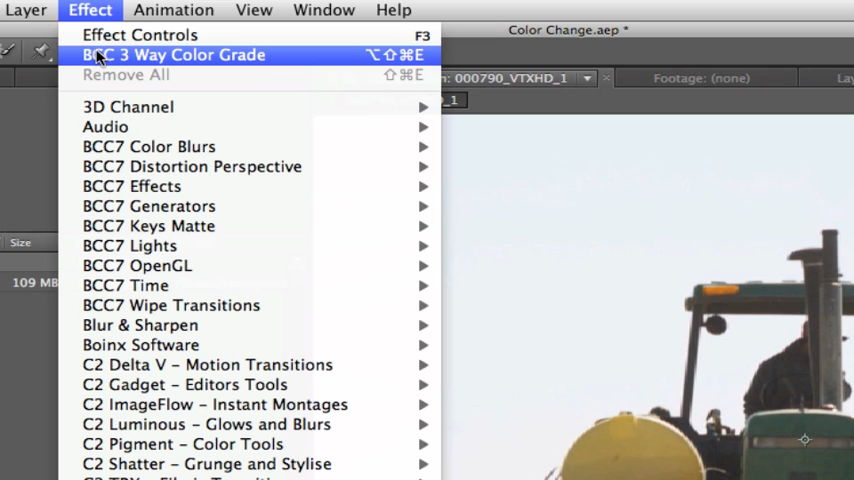 Layer Effect Animation View Window Help
Color Change.aep *
Effect Controls F3
BCC 3 Way Color Grade ⌥⇧⌘E
Remove All ⇧⌘E
n: 000790_VTXHD_1 Footage: (none) Lay
_1
3D Channel
Audio
BCC7 Color Blurs
BCC7 Distortion Perspective
BCC7 Effects
BCC7 Generators
BCC7 Keys Matte
Size BCC7 Lights
BCC7 OpenGL
109 MB BCC7 Time
BCC7 Wipe Transitions
Blur & Sharpen
Boinx Software
C2 Delta V - Motion Transitions
C2 Gadget - Editors Tools
C2 ImageFlow - Instant Montages
C2 Luminous - Glows and Blurs
C2 Pigment - Color Tools
C2 Shatter - Grunge and Stylise